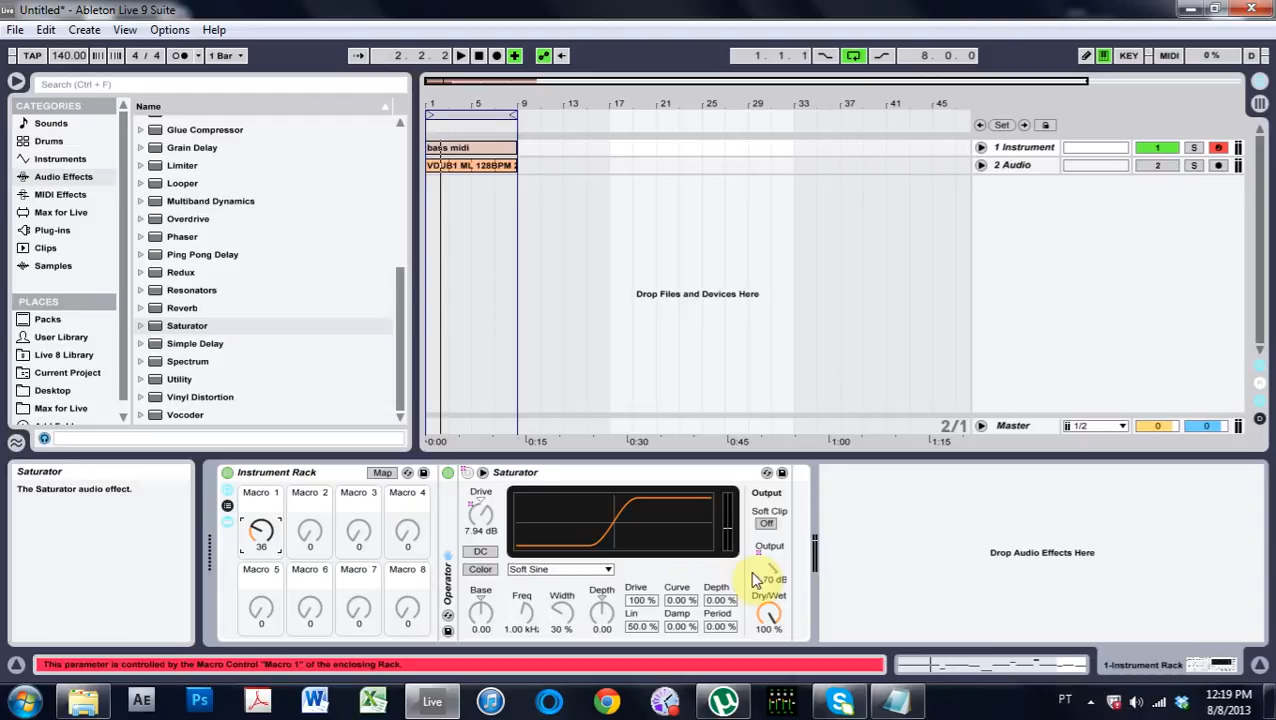 Untitled* - Ableton Live 9 Suite
File Edit Create View Options Help
TAP 140.00 4 / 4 1 Bar 2. 2. 2 1. 1. 1 8. 0. 0 KEY MIDI 0 % D
Search (Ctrl + F)
CATEGORIES
Sounds
Drums
Instruments
Audio Effects
MIDI Effects
Max for Live
Plug-ins
Clips
Samples
PLACES
Packs
User Library
Live 8 Library
Current Project
Desktop
Max for Live
Name
Glue Compressor
Grain Delay
Limiter
Looper
Multiband Dynamics
Overdrive
Phaser
Ping Pong Delay
Redux
Resonators
Reverb
Saturator
Simple Delay
Spectrum
Utility
Vinyl Distortion
Vocoder
1 5 9 13 17 21 25 29 33 37 41 45
Set
bass midi
1 Instrument 1 S
VDUB1 ML 128BPM 2
2 Audio 2 S
Drop Files and Devices Here
2/1 Master 1/2 0 0
0:00 0:15 0:30 0:45 1:00 1:15
Saturator
The Saturator audio effect.
Instrument Rack Map
Macro 1 Macro 2 Macro 3 Macro 4
36 0 0 0
Macro 5 Macro 6 Macro 7 Macro 8
0 0 0 0
Operator
Saturator
Drive
7.94 dB
DC
Color Soft Sine
Base Freq Width Depth
0.00 1.00 kHz 30 % 0.00
Drive Curve Depth
100 % 0.00 % 0.00 %
Lin Damp Period
50.0 % 0.00 % 0.00 %
Output
Soft Clip
Off
Output
70 dB
Dry/Wet
100 %
Drop Audio Effects Here
This parameter is controlled by the Macro Control "Macro 1" of the enclosing Rack.
1-Instrument Rack
Ae Ps Live
PT 12:19 PM
8/8/2013